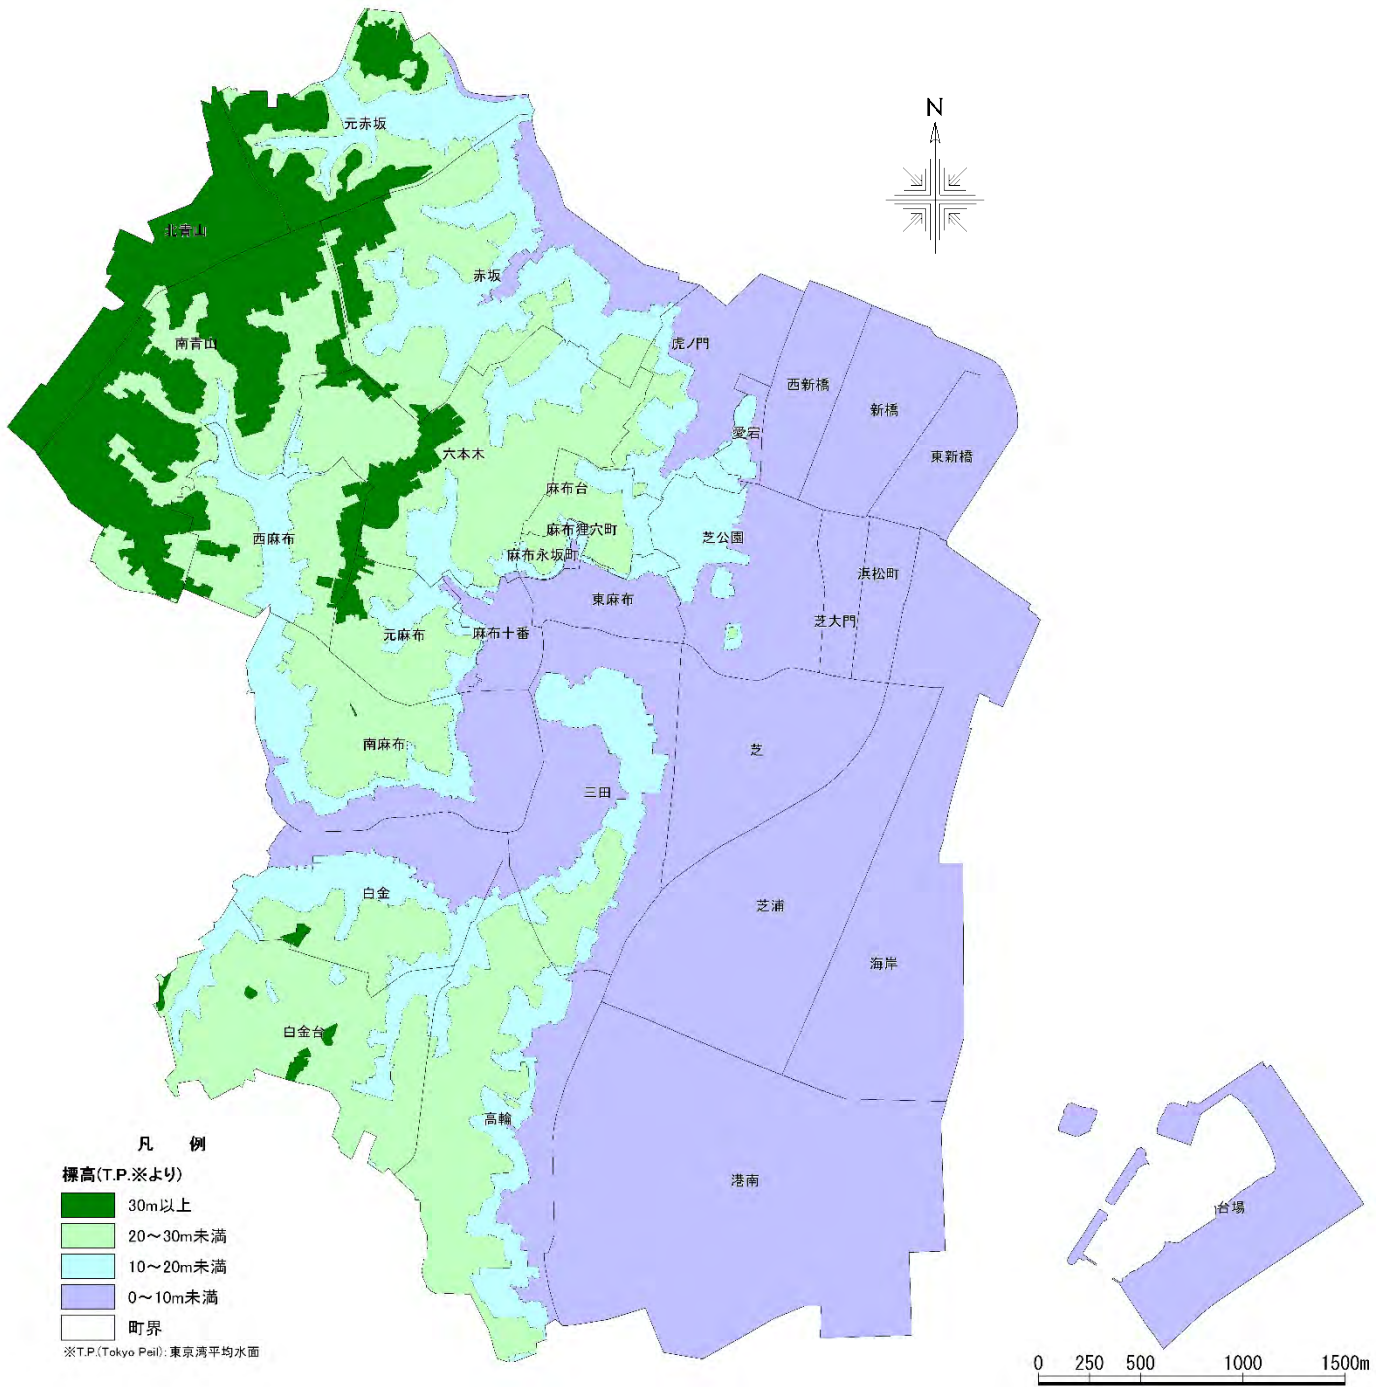 N
元赤坂
北青山
赤坂
南青山
虎ノ門
西新橋
新橋
愛宕
六本木
東新橋
麻布台
麻布狸穴町
西麻布
芝公園
麻布永坂町
浜松町
東麻布
芝大門
元麻布
麻布十番
南麻布
芝
三田
白金
芝浦
海岸
白金台
高輪
港南
台場
凡 例
標高(T.P.※より)
30m以上
20～30m未満
10～20m未満
0～10m未満
町界
※T.P.(Tokyo Peil):東京湾平均水面
0 250 500 1000 1500m